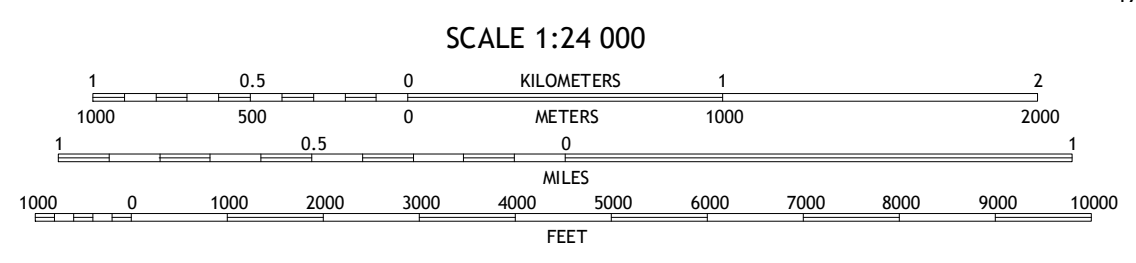 SCALE 1:24 000
1 0.5 0 KILOMETERS 1 2
1000 500 0 METERS 1000 2000
1 0.5 0 1
MILES
1000 0 1000 2000 3000 4000 5000 6000 7000 8000 9000 10000
FEET